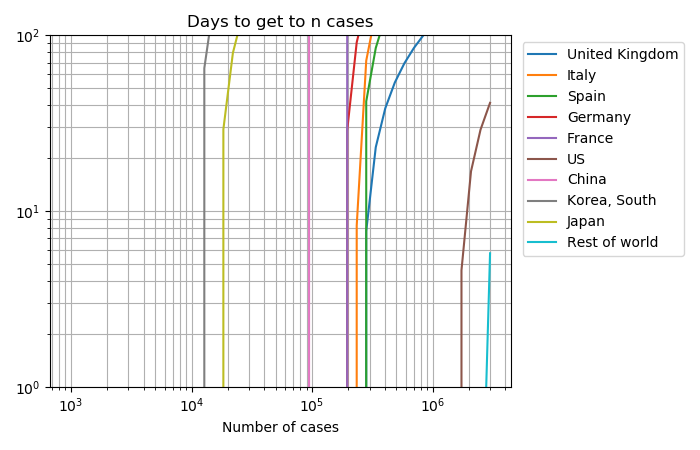 Days to get to n cases
10²
10¹
10⁰
10³
10⁴
10⁵
10⁶
Number of cases
United Kingdom
Italy
Spain
Germany
France
US
China
Korea, South
Japan
Rest of world